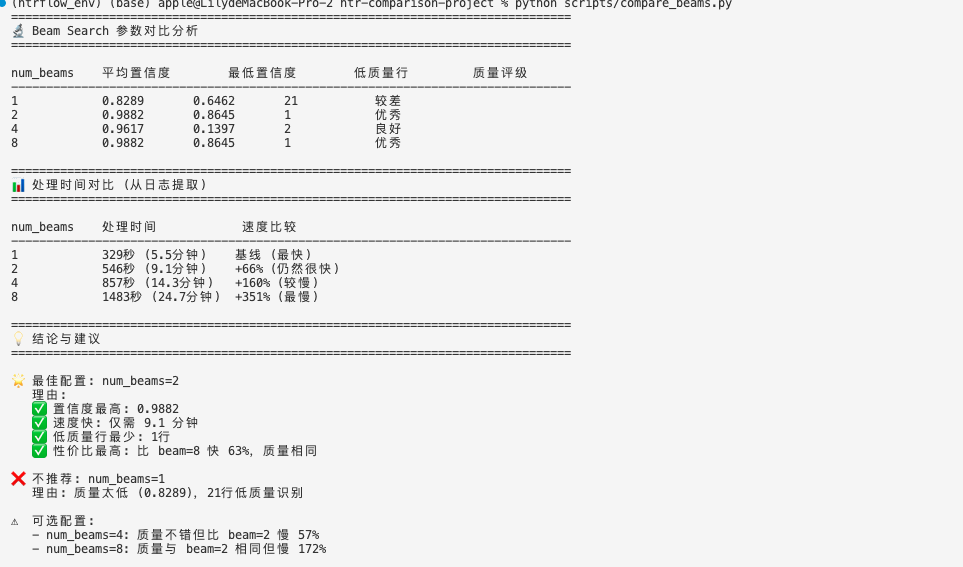 (htrflow_env) (base) apple@LilydeMacBook-Pro-2 htr-comparison-project % python scripts/compare_beams.py
================================================================================
🔬 Beam Search 参数对比分析
================================================================================
num_beams 平均置信度 最低置信度 低质量行 质量评级
--------------------------------------------------------------------------------
1 0.8289 0.6462 21 较差
2 0.9882 0.8645 1 优秀
4 0.9617 0.1397 2 良好
8 0.9882 0.8645 1 优秀
================================================================================
📊 处理时间对比 (从日志提取)
================================================================================
num_beams 处理时间 速度比较
--------------------------------------------------------------------------------
1 329秒 (5.5分钟) 基线 (最快)
2 546秒 (9.1分钟) +66% (仍然很快)
4 857秒 (14.3分钟) +160% (较慢)
8 1483秒 (24.7分钟) +351% (最慢)
================================================================================
💡 结论与建议
================================================================================
🌟 最佳配置: num_beams=2
理由:
✅ 置信度最高: 0.9882
✅ 速度快: 仅需 9.1 分钟
✅ 低质量行最少: 1行
✅ 性价比最高: 比 beam=8 快 63%, 质量相同
❌ 不推荐: num_beams=1
理由: 质量太低 (0.8289), 21行低质量识别
⚠ 可选配置:
- num_beams=4: 质量不错但比 beam=2 慢 57%
- num_beams=8: 质量与 beam=2 相同但慢 172%